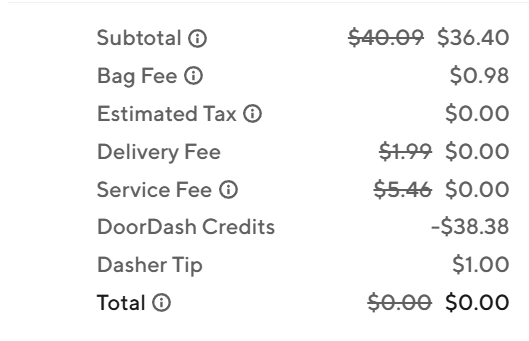 Subtotal ⓘ $40.09 $36.40
Bag Fee ⓘ $0.98
Estimated Tax ⓘ $0.00
Delivery Fee $1.99 $0.00
Service Fee ⓘ $5.46 $0.00
DoorDash Credits -$38.38
Dasher Tip $1.00
Total ⓘ $0.00 $0.00